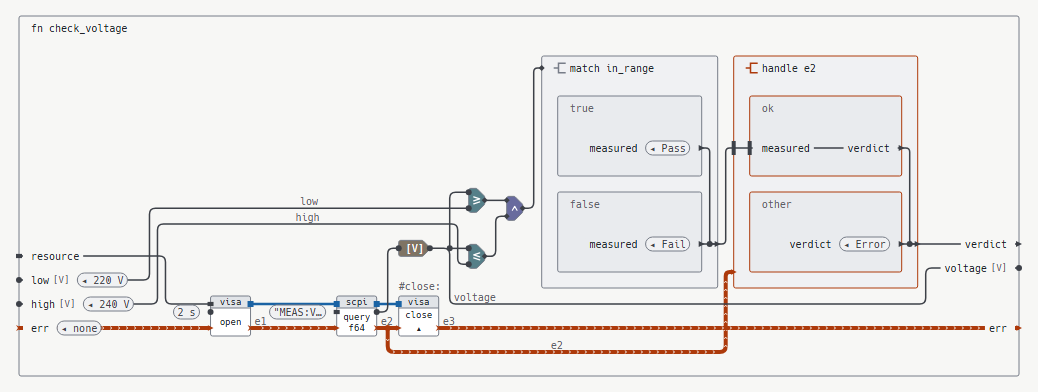 fn check_voltage
match in_range
handle e2
true
ok
measured ◂ Pass
measured verdict
low
≥
false
other
^
high
measured ◂ Fail
verdict ◂ Error
verdict
[V]
≤
resource
voltage [V]
low [V] ◂ 220 V
#close:
high [V] ◂ 240 V
visa
scpi
visa
voltage
2 s
"MEAS:V…
open
query
f64
close
▴
err ◂ none
e1
e2
e3
err
e2